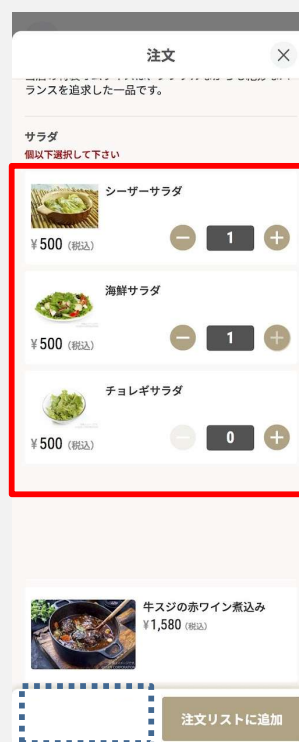 注文
ランスを追求した一品です。
サラダ
個以下選択して下さい
シーザーサラダ
¥500 (税込)
1
海鮮サラダ
¥500 (税込)
1
チョレギサラダ
¥500 (税込)
0
牛スジの赤ワイン煮込み
¥1,580 (税込)
注文リストに追加